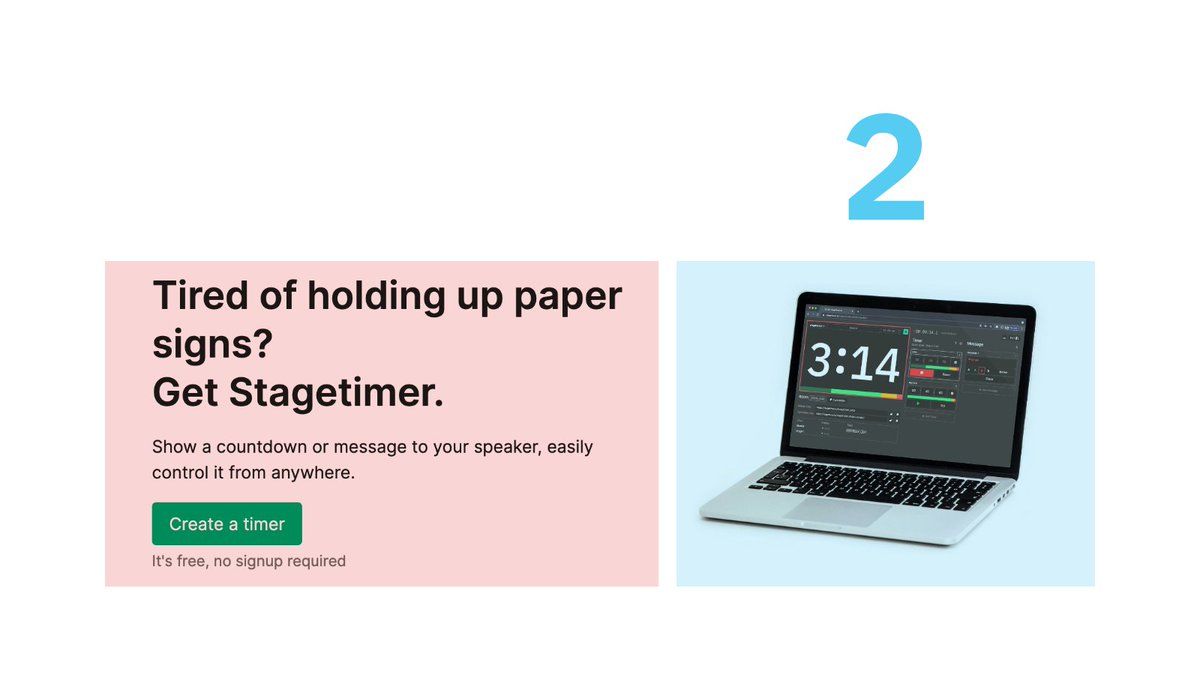 2
Tired of holding up paper
signs?
Get Stagetimer.
Show a countdown or message to your speaker, easily
control it from anywhere.
Create a timer
It's free, no signup required
3:14
Timer
Message